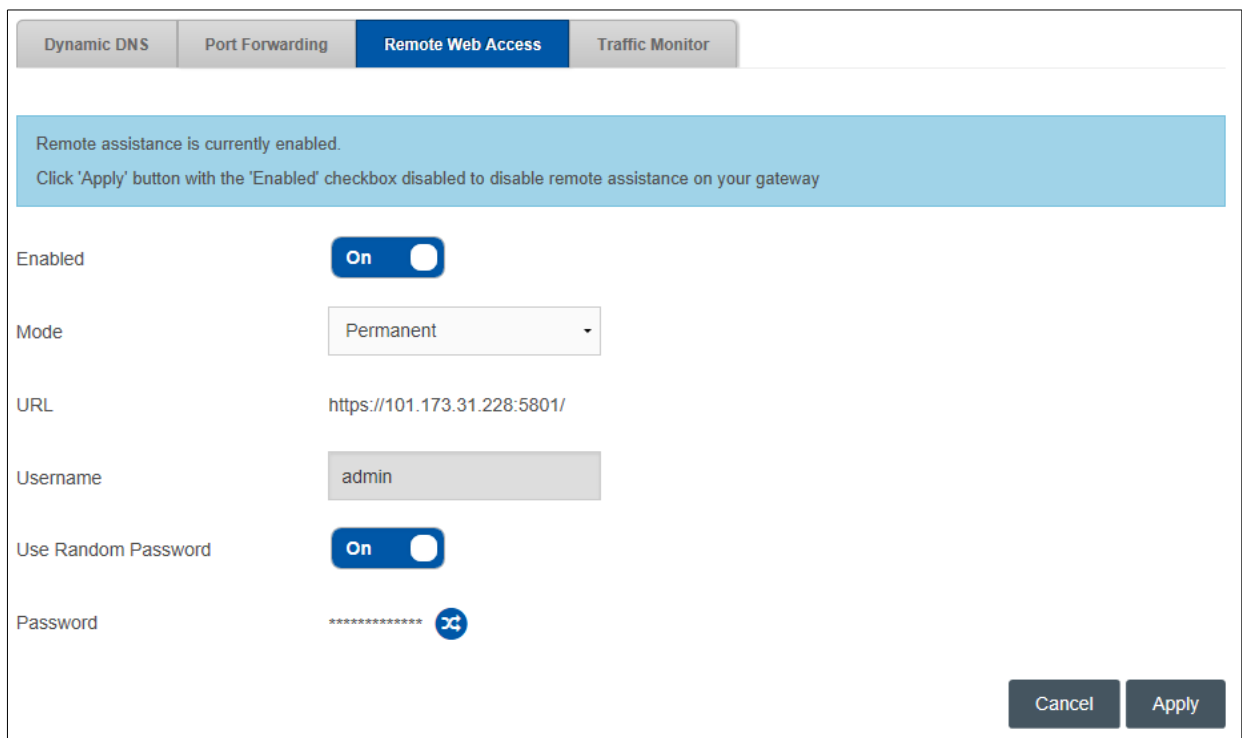 Dynamic DNS Port Forwarding Remote Web Access Traffic Monitor
Remote assistance is currently enabled.
Click 'Apply' button with the 'Enabled' checkbox disabled to disable remote assistance on your gateway
Enabled On
Mode Permanent
URL https://101.173.31.228:5801/
Username admin
Use Random Password On
Password *************
Cancel Apply